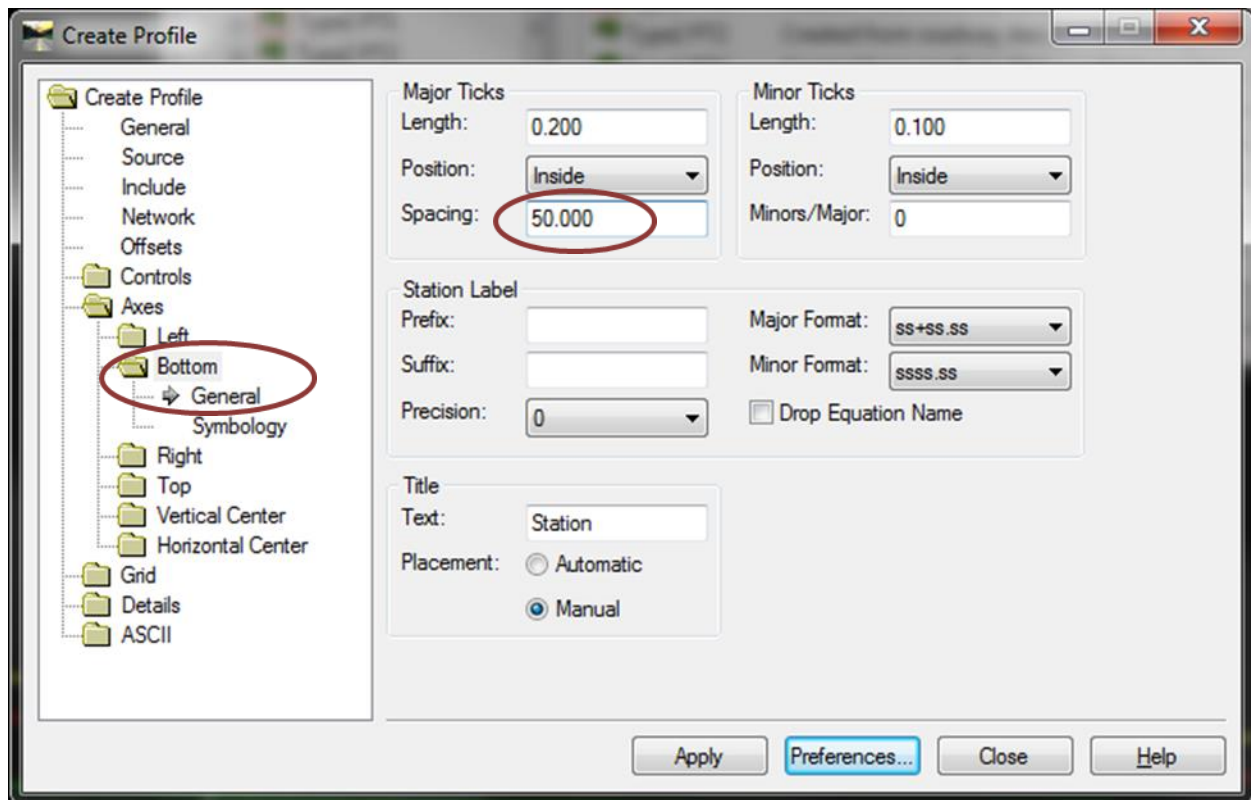 Create Profile
Create Profile
General
Source
Include
Network
Offsets
Controls
Axes
Left
Bottom
General
Symbology
Right
Top
Vertical Center
Horizontal Center
Grid
Details
ASCII
Major Ticks
Length: 0.200
Position: Inside
Spacing: 50.000
Minor Ticks
Length: 0.100
Position: Inside
Minors/Major: 0
Station Label
Prefix:
Suffix:
Precision: 0
Major Format: ss+ss.ss
Minor Format: ssss.ss
Drop Equation Name
Title
Text: Station
Placement: Automatic
Manual
Apply Preferences... Close Help